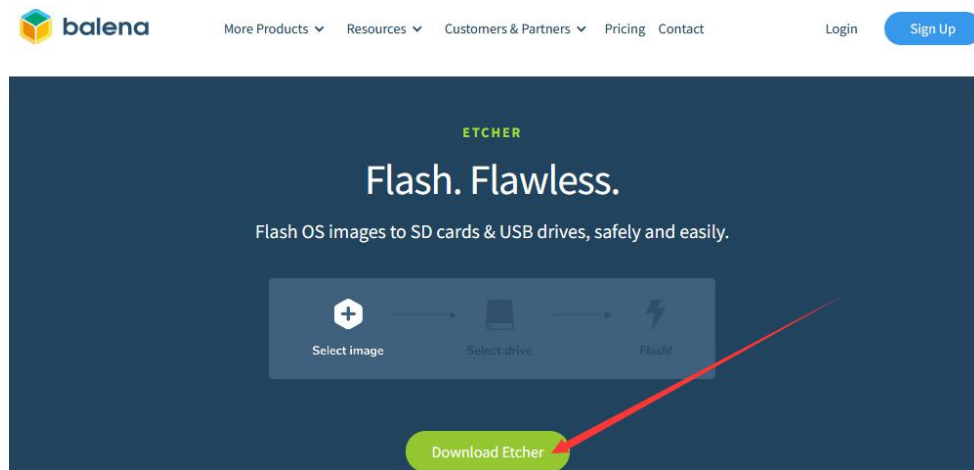 balena More Products Resources Customers & Partners Pricing Contact Login Sign Up
ETCHER
Flash. Flawless.
Flash OS images to SD cards & USB drives, safely and easily.
Select image Select drive Flash!
Download Etcher